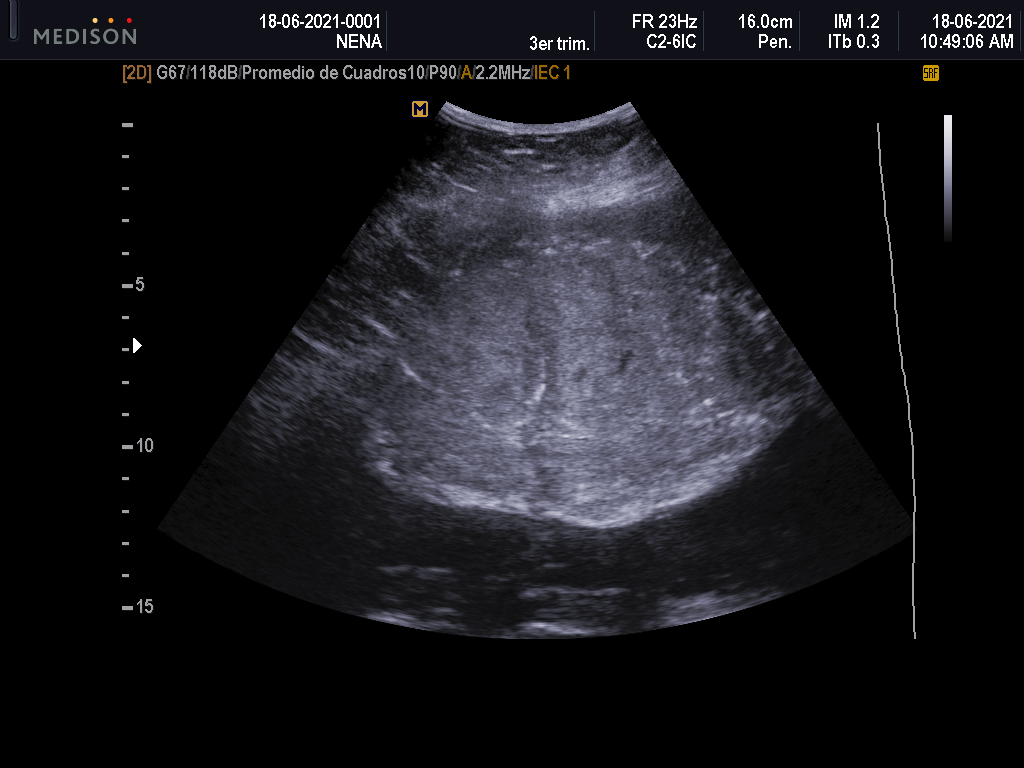 MEDISON
18-06-2021-0001
NENA
3er trim.
FR 23Hz
C2-6IC
16.0cm
Pen.
IM 1.2
ITb 0.3
18-06-2021
10:49:06 AM
[2D] G67/118dB/Promedio de Cuadros10/P90/A/2.2MHz/IEC 1
SRF
M
5
10
15